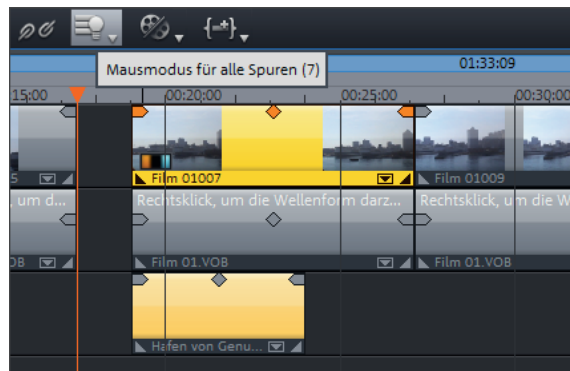 Mausmodus für alle Spuren (7)
01:33:09
15:00 00:20:00 00:25:00 00:30:00
Film 01007 Film 01009
, um d... Rechtsklick, um die Wellenform darz... Rechtsklick, um die W
OB Film 01.VOB Film 01.VOB
Hafen von Genu...